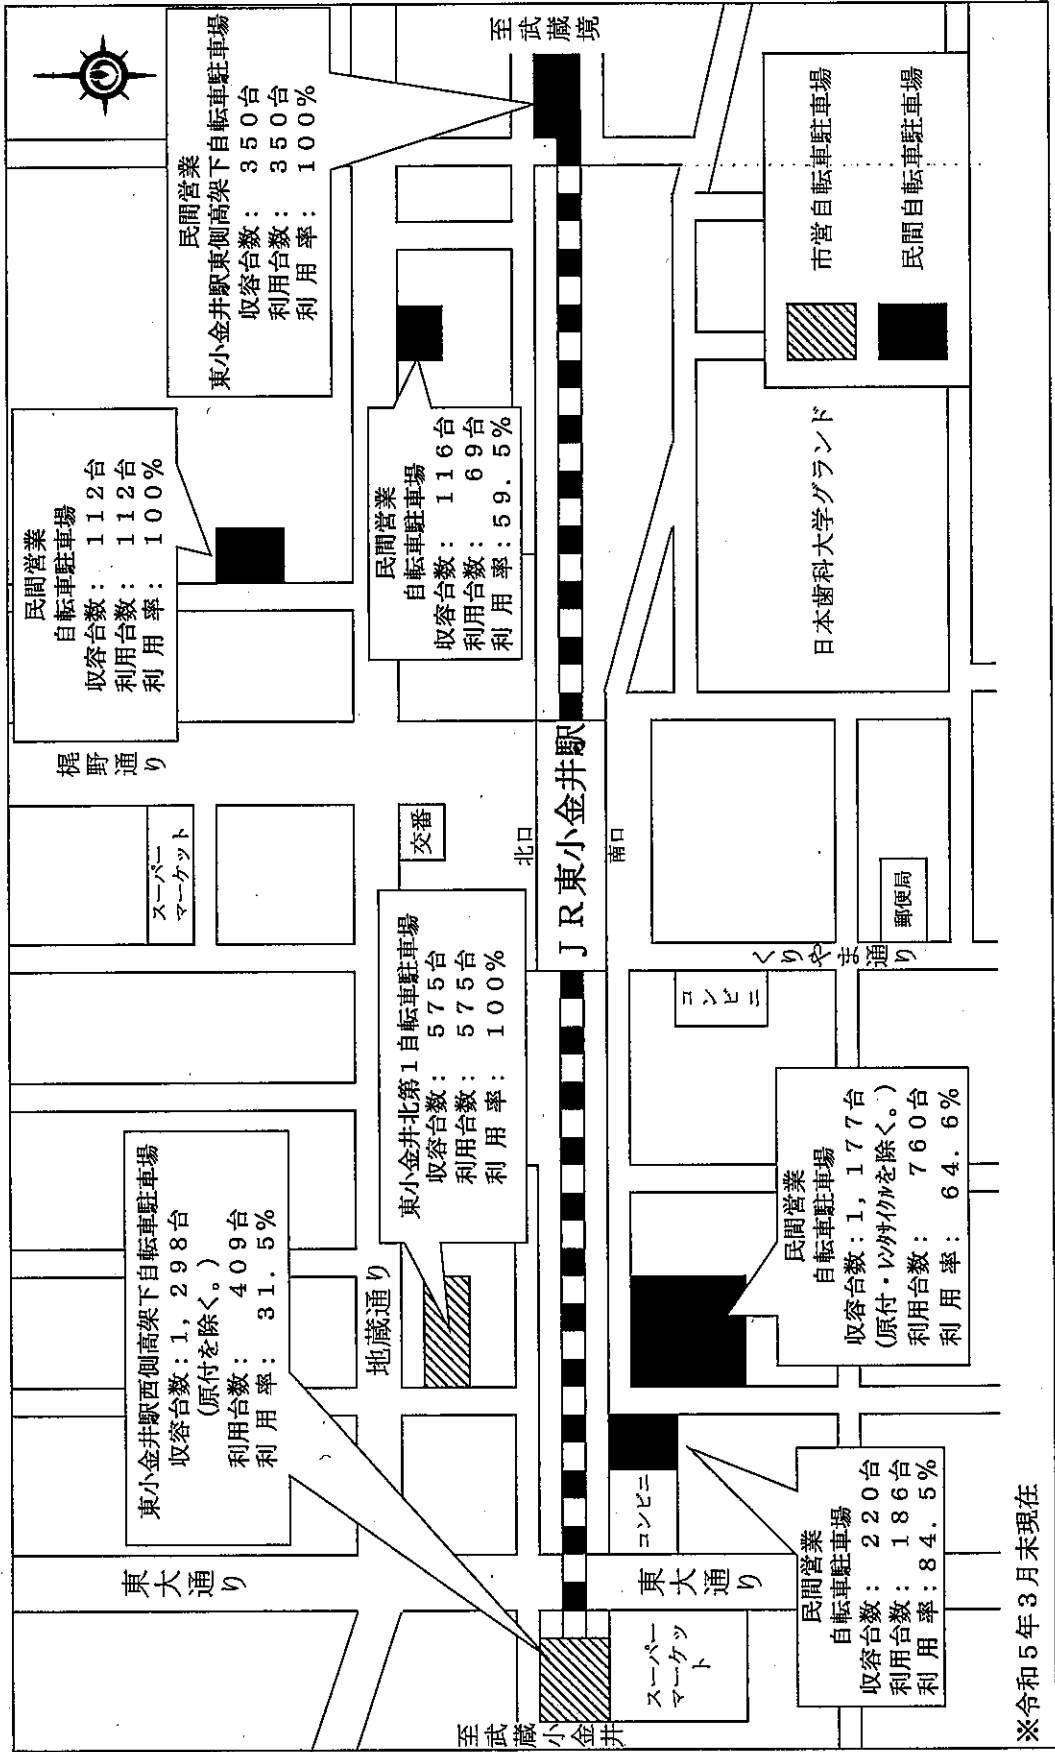 東小金井駅西側高架下自転車駐車場
収容台数：1，298台
（原付を除く。）
利用台数： 409台
利 用 率： 31．5％
東小金井北第1自転車駐車場
収容台数： 575台
利用台数： 575台
利 用 率： 100％
民間営業
自転車駐車場
収容台数： 112台
利用台数： 112台
利 用 率： 100％
民間営業
東小金井駅東側高架下自転車駐車場
収容台数： 350台
利用台数： 350台
利 用 率： 100％
民間営業
自転車駐車場
収容台数： 116台
利用台数： 69台
利 用 率：59．5％
東大通り
地蔵通り
スーパー
マーケット
梶野通り
交番
北口
JR東小金井駅
南口
至武蔵小金井
至武蔵境
スーパー
マーケッ
ト
東大通り
コンビニ
コンビニ
くりやま通り
郵便局
日本歯科大学グランド
民間営業
自転車駐車場
収容台数： 220台
利用台数： 186台
利 用 率：84．5％
民間営業
自転車駐車場
収容台数：1，177台
（原付・ﾚﾝﾀｻｲｸﾙを除く。）
利用台数： 760台
利 用 率： 64．6％
市営自転車駐車場
民間自転車駐車場
※令和5年3月末現在